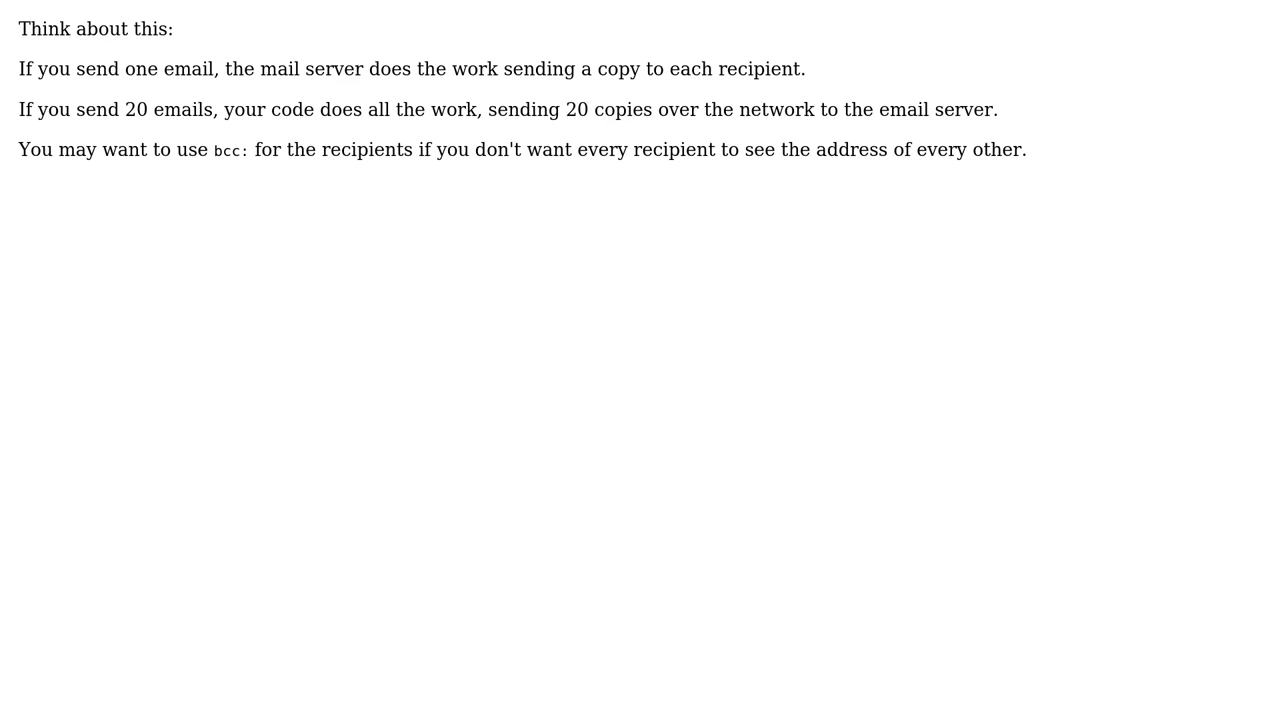 Think about this:
If you send one email, the mail server does the work sending a copy to each recipient.
If you send 20 emails, your code does all the work, sending 20 copies over the network to the email server.
You may want to use bcc: for the recipients if you don't want every recipient to see the address of every other.